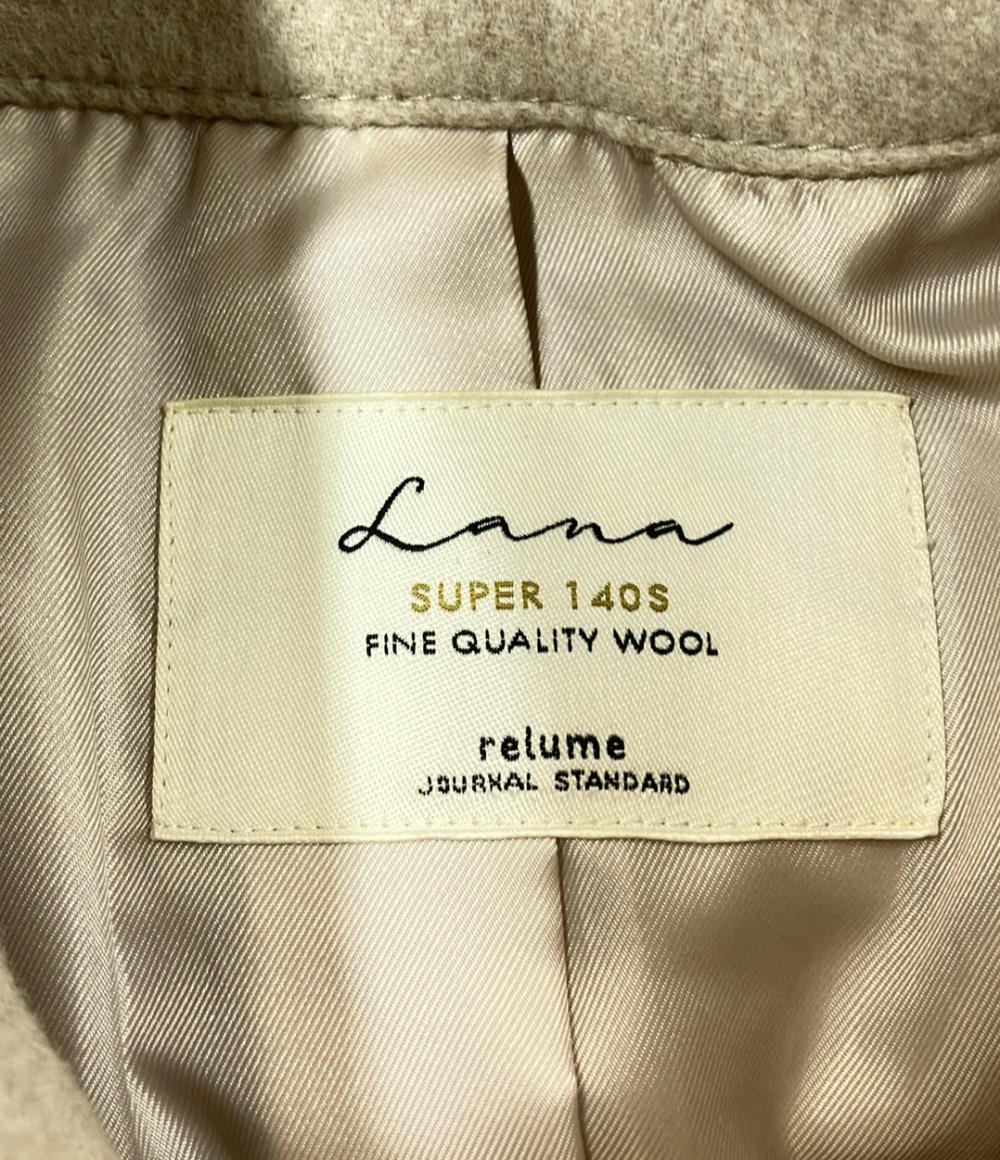 Lana
SUPER 140S
FINE QUALITY WOOL
relume
JOURNAL STANDARD